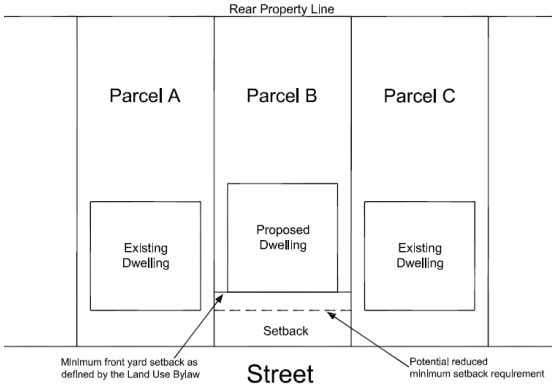 Rear Property Line
Parcel A
Parcel B
Parcel C
Existing
Dwelling
Proposed
Dwelling
Existing
Dwelling
Setback
Minimum front yard setback as
defined by the Land Use Bylaw
Street
Potential reduced
minimum setback requirement